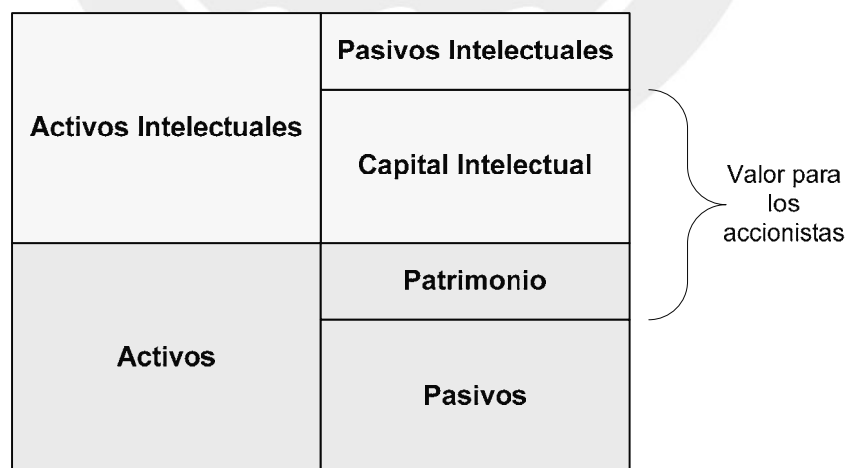 Activos Intelectuales
Pasivos Intelectuales
Capital Intelectual
Activos
Patrimonio
Pasivos
Valor para
los
accionistas